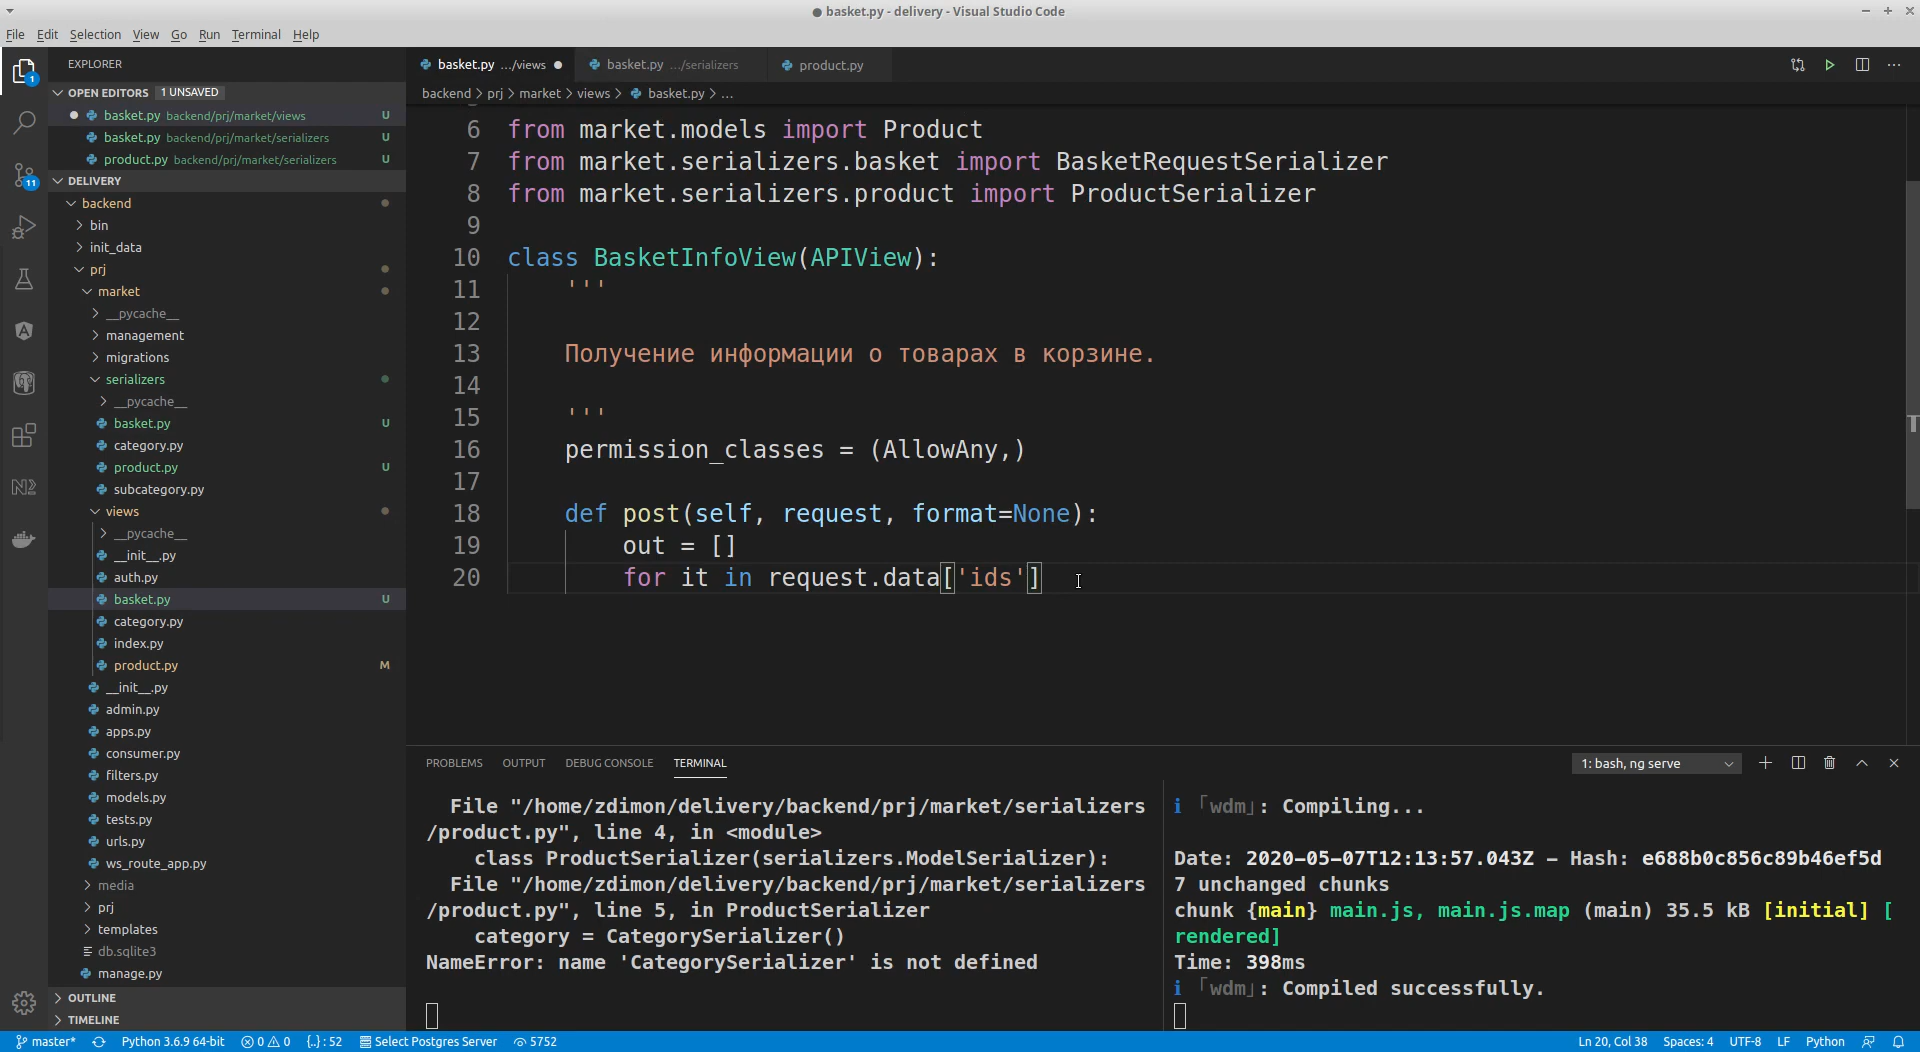 basket.py - delivery - Visual Studio Code
File Edit Selection View Go Run Terminal Help
EXPLORER
OPEN EDITORS 1 UNSAVED
basket.py backend/prj/market/views U
basket.py backend/prj/market/serializers U
product.py backend/prj/market/serializers U
DELIVERY
backend
bin
init_data
prj
market
__pycache__
management
migrations
serializers
__pycache__
basket.py U
category.py
product.py U
subcategory.py
views
__pycache__
__init__.py
auth.py
basket.py U
category.py
index.py
product.py M
__init__.py
admin.py
apps.py
consumer.py
filters.py
models.py
tests.py
urls.py
ws_route_app.py
media
prj
templates
db.sqlite3
manage.py
OUTLINE
TIMELINE
1
11
basket.py .../views basket.py .../serializers product.py
backend > prj > market > views > basket.py > ...
6 from market.models import Product
7 from market.serializers.basket import BasketRequestSerializer
8 from market.serializers.product import ProductSerializer
9
10 class BasketInfoView(APIView):
11 '''
12
13 Получение информации о товарах в корзине.
14
15 '''
16 permission_classes = (AllowAny,)
17
18 def post(self, request, format=None):
19 out = []
20 for it in request.data['ids']
PROBLEMS OUTPUT DEBUG CONSOLE TERMINAL 1: bash, ng serve
File "/home/zdimon/delivery/backend/prj/market/serializers
/product.py", line 4, in <module>
class ProductSerializer(serializers.ModelSerializer):
File "/home/zdimon/delivery/backend/prj/market/serializers
/product.py", line 5, in ProductSerializer
category = CategorySerializer()
NameError: name 'CategorySerializer' is not defined
ℹ ｢wdm｣: Compiling...
Date: 2020-05-07T12:13:57.043Z - Hash: e688b0c856c89b46ef5d
7 unchanged chunks
chunk {main} main.js, main.js.map (main) 35.5 kB [initial] [
rendered]
Time: 398ms
ℹ ｢wdm｣: Compiled successfully.
master* Python 3.6.9 64-bit 0 0 {..} : 52 Select Postgres Server 5752 Ln 20, Col 38 Spaces: 4 UTF-8 LF Python